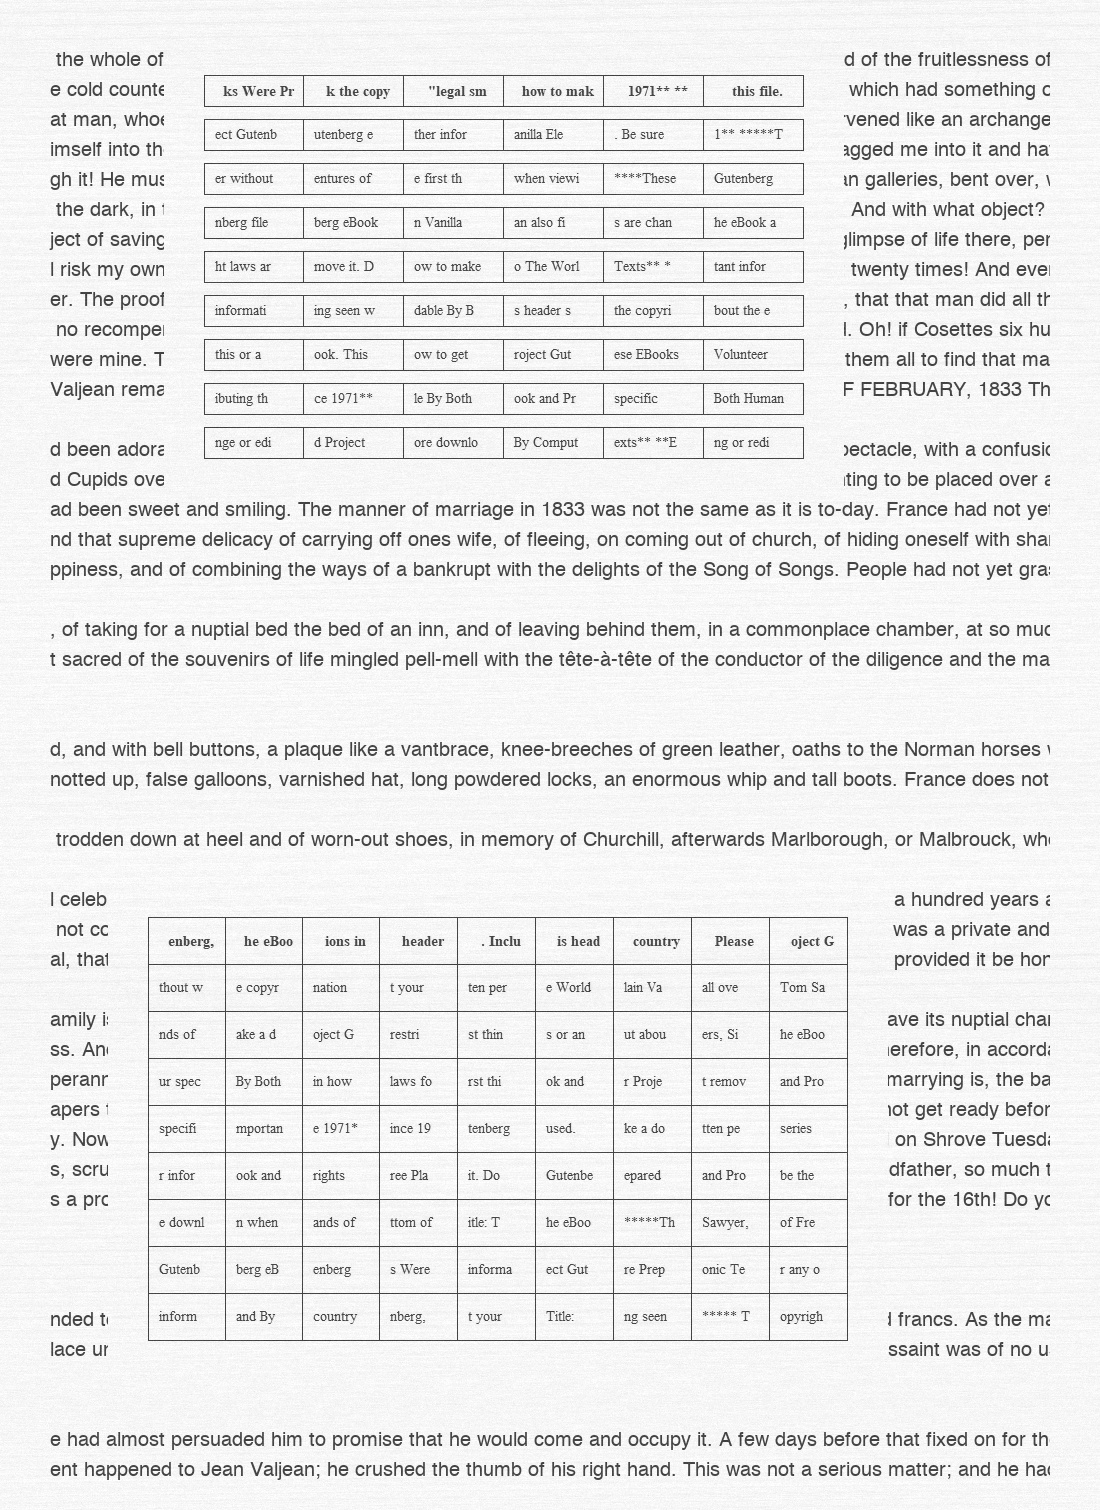 the whole of d of the fruitlessness of
ks Were Pr k the copy "legal sm how to mak 1971** ** this file.
e cold counte which had something
at man, who rvened like an archange
ect Gutenb utenberg e ther infor anilla Ele . Be sure 1** *****T
imself into th agged me into it and ha
gh it! He mus an galleries, bent over,
er without entures of e first th when viewi ****These Gutenberg
the dark, in And with what object?
nberg file berg eBook n Vanilla an also fi s are chan he eBook a
ject of saving glimpse of life there, per
l risk my own twenty times! And eve
ht laws ar move it. D ow to make o The Worl Texts** * tant infor
er. The proof , that that man did all th
informati ing seen w dable By B s header s the copyri bout the e
no recompe l. Oh! if Cosettes six hu
were mine. T them all to find that ma
this or a ook. This ow to get roject Gut ese EBooks Volunteer
Valjean rema F FEBRUARY, 1833 Th
ibuting th ce 1971** le By Both ook and Pr specific Both Human
d been adora pectacle, with a confusio
nge or edi d Project ore downlo By Comput exts** **E ng or redi
d Cupids ove nting to be placed over a
ad been sweet and smiling. The manner of marriage in 1833 was not the same as it is to-day. France had not yet
nd that supreme delicacy of carrying off ones wife, of fleeing, on coming out of church, of hiding oneself with shar
ppiness, and of combining the ways of a bankrupt with the delights of the Song of Songs. People had not yet gras
, of taking for a nuptial bed the bed of an inn, and of leaving behind them, in a commonplace chamber, at so muc
t sacred of the souvenirs of life mingled pell-mell with the tête-à-tête of the conductor of the diligence and the ma
d, and with bell buttons, a plaque like a vantbrace, knee-breeches of green leather, oaths to the Norman horses
notted up, false galloons, varnished hat, long powdered locks, an enormous whip and tall boots. France does not
trodden down at heel and of worn-out shoes, in memory of Churchill, afterwards Marlborough, or Malbrouck, who
l celeb a hundred years a
not co was a private and
enberg, he eBoo ions in header . Inclu is head country Please oject G
al, that provided it be hon
thout w e copyr nation t your ten per e World lain Va all ove Tom Sa
amily is ave its nuptial char
nds of ake a d oject G restri st thin s or an ut abou ers, Si he eBoo
ss. And erefore, in accorda
perann marrying is, the ba
ur spec By Both in how laws fo rst thi ok and r Proje t remov and Pro
apers not get ready befor
specifi mportan e 1971* ince 19 tenberg used. ke a do tten pe series
y. Now on Shrove Tuesda
s, scru dfather, so much t
r infor ook and rights ree Pla it. Do Gutenbe epared and Pro be the
s a pro for the 16th! Do yo
e downl n when ands of ttom of itle: T he eBoo *****Th Sawyer, of Fre
Gutenb berg eB enberg s Were informa ect Gut re Prep onic Te r any o
inform and By country nberg, t your Title: ng seen ***** T opyrigh
nded to d francs. As the ma
lace ur ssaint was of no u
e had almost persuaded him to promise that he would come and occupy it. A few days before that fixed on for th
ent happened to Jean Valjean; he crushed the thumb of his right hand. This was not a serious matter; and he had